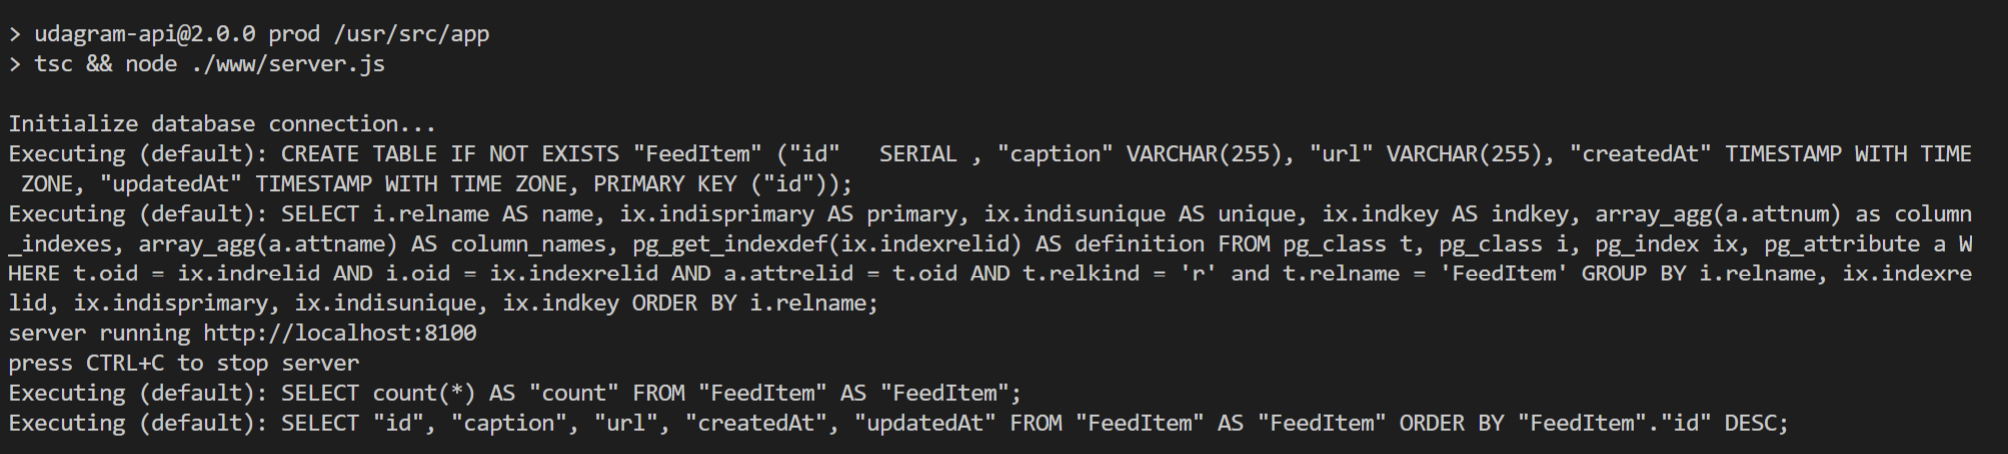 > udagram-api@2.0.0 prod /usr/src/app
> tsc && node ./www/server.js
Initialize database connection...
Executing (default): CREATE TABLE IF NOT EXISTS "FeedItem" ("id"   SERIAL , "caption" VARCHAR(255), "url" VARCHAR(255), "createdAt" TIMESTAMP WITH TIME
 ZONE, "updatedAt" TIMESTAMP WITH TIME ZONE, PRIMARY KEY ("id"));
Executing (default): SELECT i.relname AS name, ix.indisprimary AS primary, ix.indisunique AS unique, ix.indkey AS indkey, array_agg(a.attnum) as column
_indexes, array_agg(a.attname) AS column_names, pg_get_indexdef(ix.indexrelid) AS definition FROM pg_class t, pg_class i, pg_index ix, pg_attribute a W
HERE t.oid = ix.indrelid AND i.oid = ix.indexrelid AND a.attrelid = t.oid AND t.relkind = 'r' and t.relname = 'FeedItem' GROUP BY i.relname, ix.indexre
lid, ix.indisprimary, ix.indisunique, ix.indkey ORDER BY i.relname;
server running http://localhost:8100
press CTRL+C to stop server
Executing (default): SELECT count(*) AS "count" FROM "FeedItem" AS "FeedItem";
Executing (default): SELECT "id", "caption", "url", "createdAt", "updatedAt" FROM "FeedItem" AS "FeedItem" ORDER BY "FeedItem"."id" DESC;